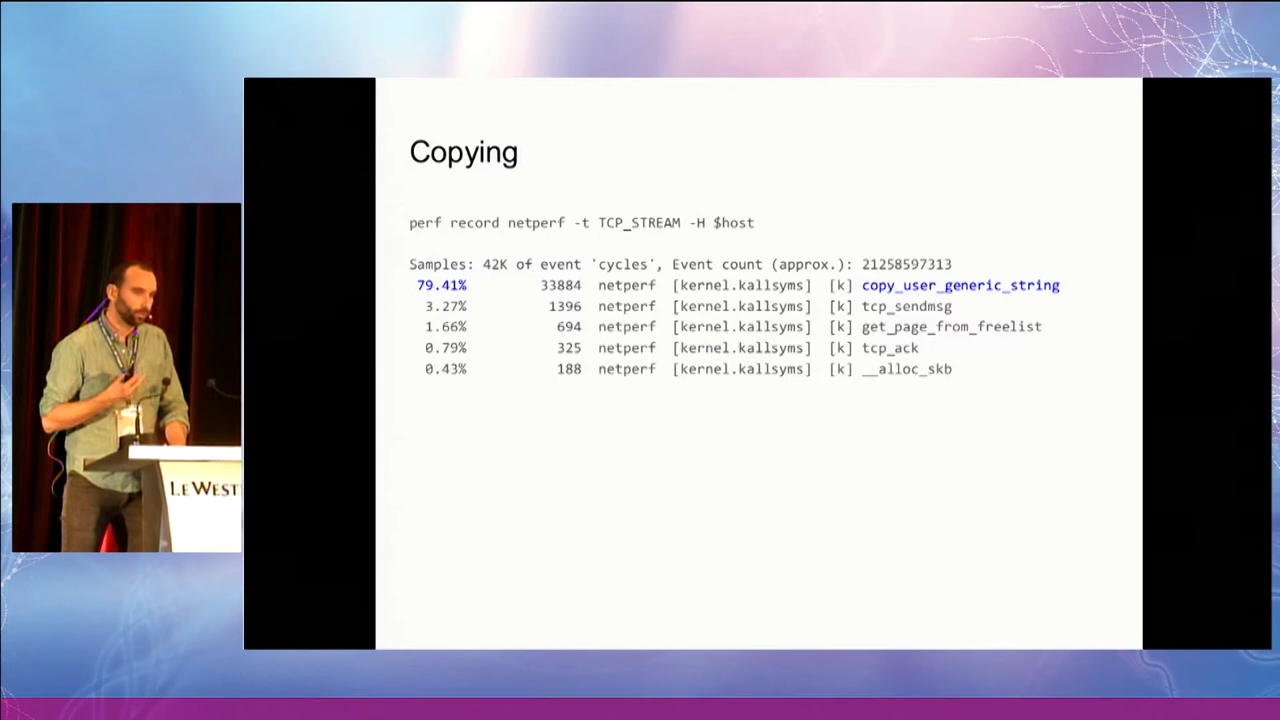 Copying
perf record netperf -t TCP_STREAM -H $host
Samples: 42K of event 'cycles', Event count (approx.): 21258597313
79.41% 33884 netperf [kernel.kallsyms] [k] copy_user_generic_string
3.27% 1396 netperf [kernel.kallsyms] [k] tcp_sendmsg
1.66% 694 netperf [kernel.kallsyms] [k] get_page_from_freelist
0.79% 325 netperf [kernel.kallsyms] [k] tcp_ack
0.43% 188 netperf [kernel.kallsyms] [k] __alloc_skb
LE WEST